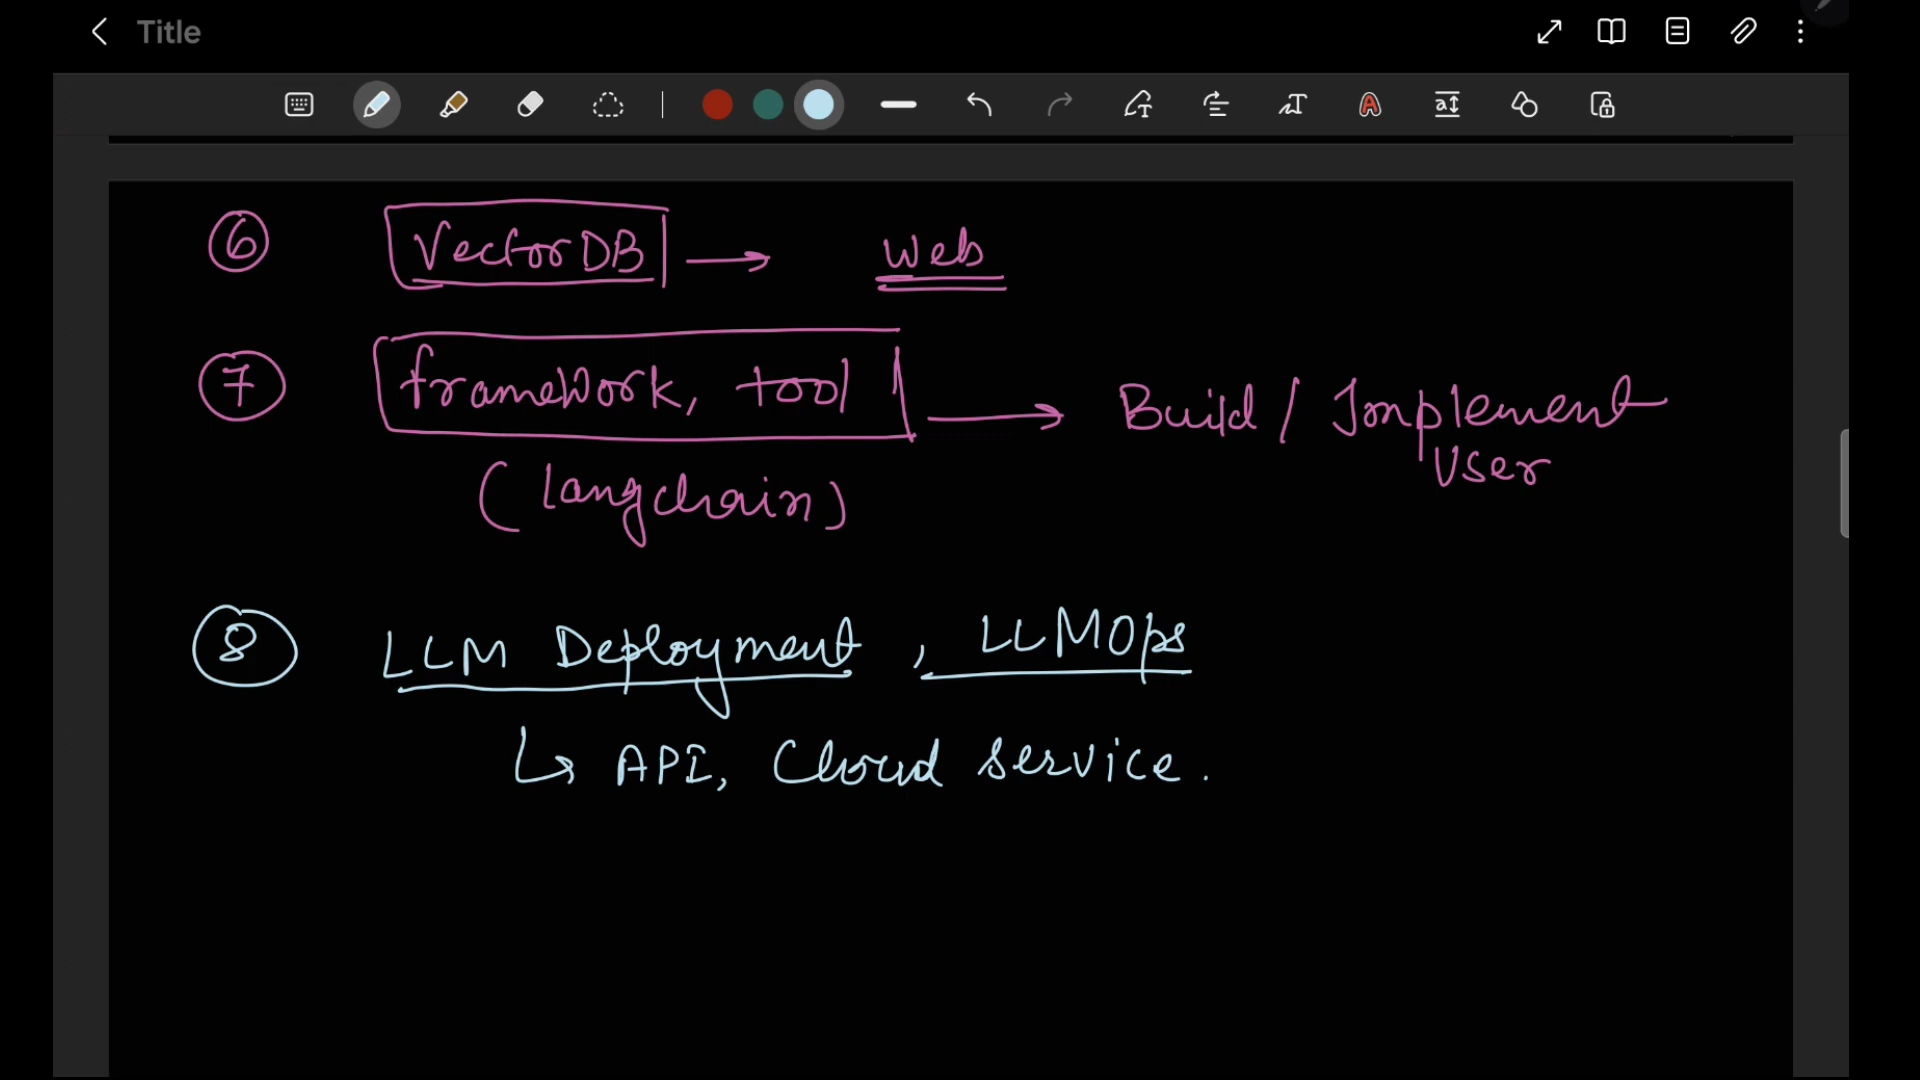 Title
6 VectorDB → Web
7 framework, tool → Build / Implement
User
(langchain)
8 LLM Deployment, LLMOps
↳ API, Cloud Service.